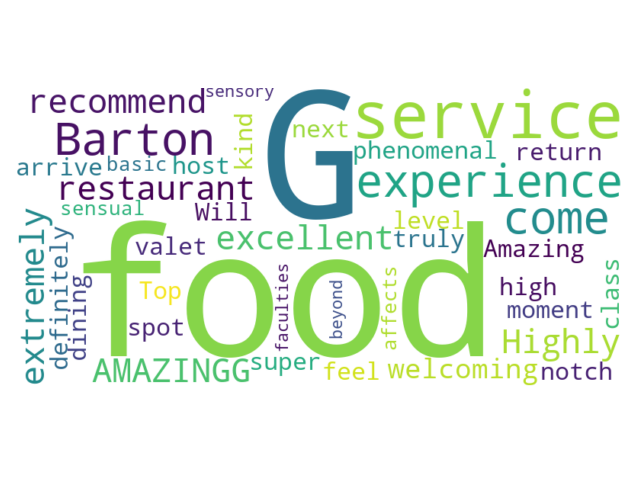 sensory
recommend
G
service
Barton
next
kind
phenomenal
return
arrive
basic
host
restaurant
experience
sensual
Will
level
come
extremely
definitely
valet
excellent
truly
Amazing
food
dining
Top
spot
faculties
beyond
affects
high
moment
class
Highly
AMAZINGG
super
feel
welcoming
notch